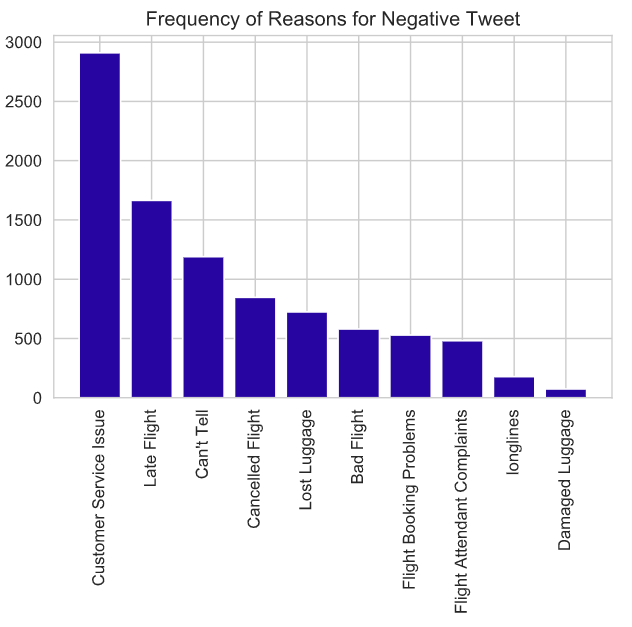 Frequency of Reasons for Negative Tweet
3000
2500
2000
1500
1000
500
0
Customer Service Issue
Late Flight
Can't Tell
Cancelled Flight
Lost Luggage
Bad Flight
Flight Booking Problems
Flight Attendant Complaints
longlines
Damaged Luggage